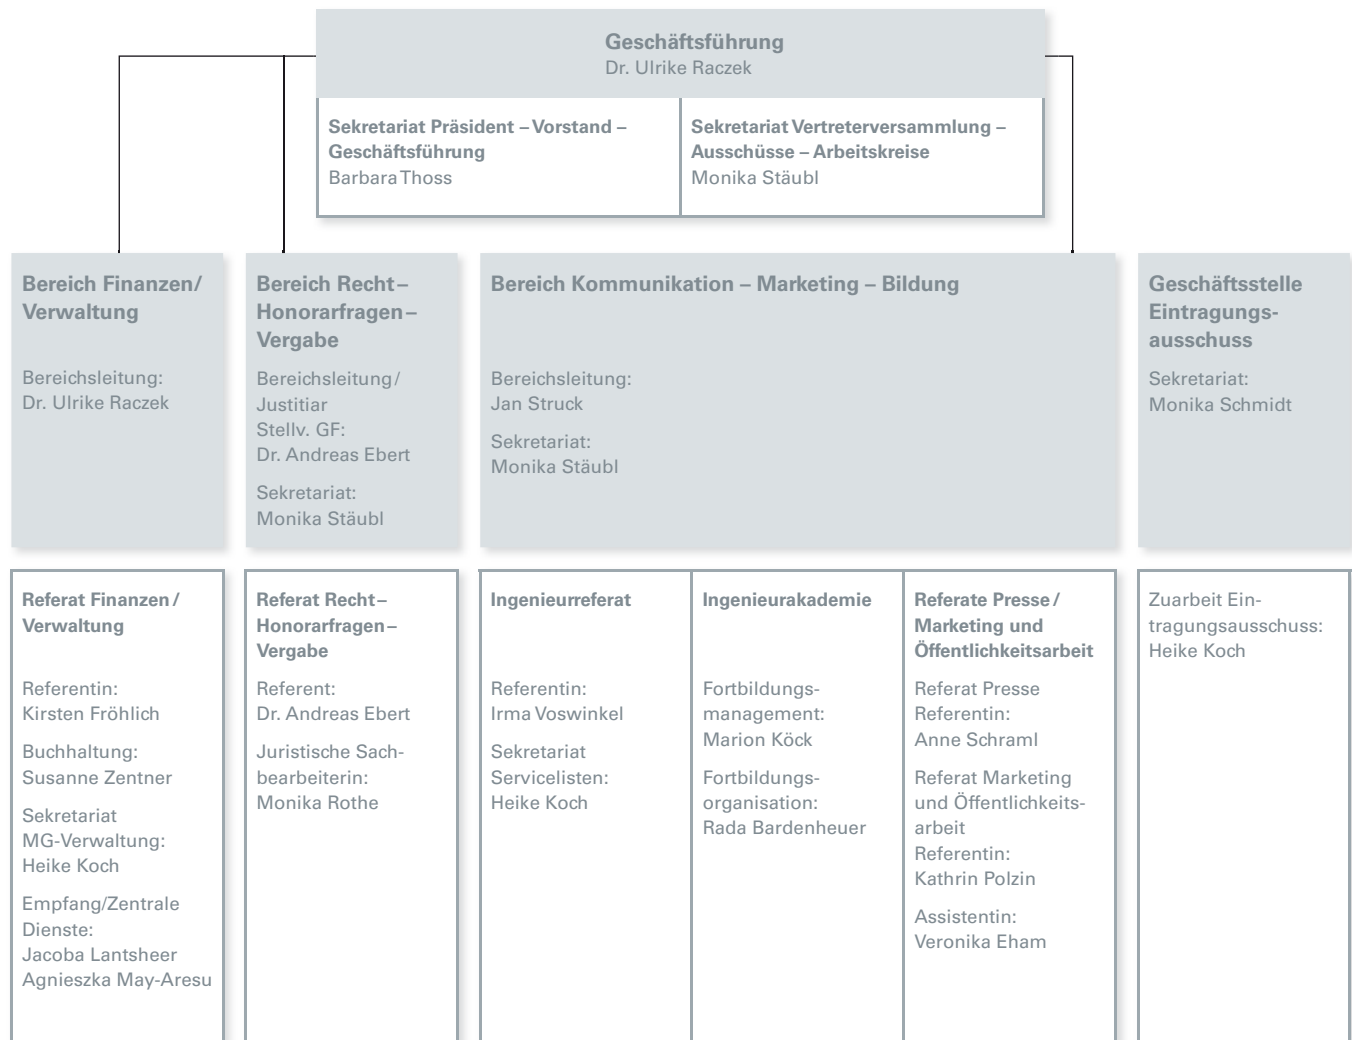 Geschäftsführung
Dr. Ulrike Raczek
Sekretariat Präsident – Vorstand –
Geschäftsführung
Barbara Thoss
Sekretariat Vertreterversammlung –
Ausschüsse – Arbeitskreise
Monika Stäubl
Bereich Finanzen/
Verwaltung
Bereichsleitung:
Dr. Ulrike Raczek
Bereich Recht –
Honorarfragen –
Vergabe
Bereichsleitung/
Justitiar
Stellv. GF:
Dr. Andreas Ebert
Sekretariat:
Monika Stäubl
Bereich Kommunikation – Marketing – Bildung
Bereichsleitung:
Jan Struck
Sekretariat:
Monika Stäubl
Geschäftsstelle
Eintragungs-
ausschuss
Sekretariat:
Monika Schmidt
Referat Finanzen/
Verwaltung
Referentin:
Kirsten Fröhlich
Buchhaltung:
Susanne Zentner
Sekretariat
MG-Verwaltung:
Heike Koch
Empfang/Zentrale
Dienste:
Jacoba Lantsheer
Agnieszka May-Aresu
Referat Recht –
Honorarfragen –
Vergabe
Referent:
Dr. Andreas Ebert
Juristische Sach-
bearbeiterin:
Monika Rothe
Ingenieurreferat
Referentin:
Irma Voswinkel
Sekretariat
Servicelisten:
Heike Koch
Ingenieurakademie
Fortbildungs-
management:
Marion Köck
Fortbildungs-
organisation:
Rada Bardenheuer
Referate Presse/
Marketing und
Öffentlichkeitsarbeit
Referat Presse
Referentin:
Anne Schraml
Referat Marketing
und Öffentlichkeits-
arbeit
Referentin:
Kathrin Polzin
Assistentin:
Veronika Eham
Zuarbeit Ein-
tragungsausschuss:
Heike Koch